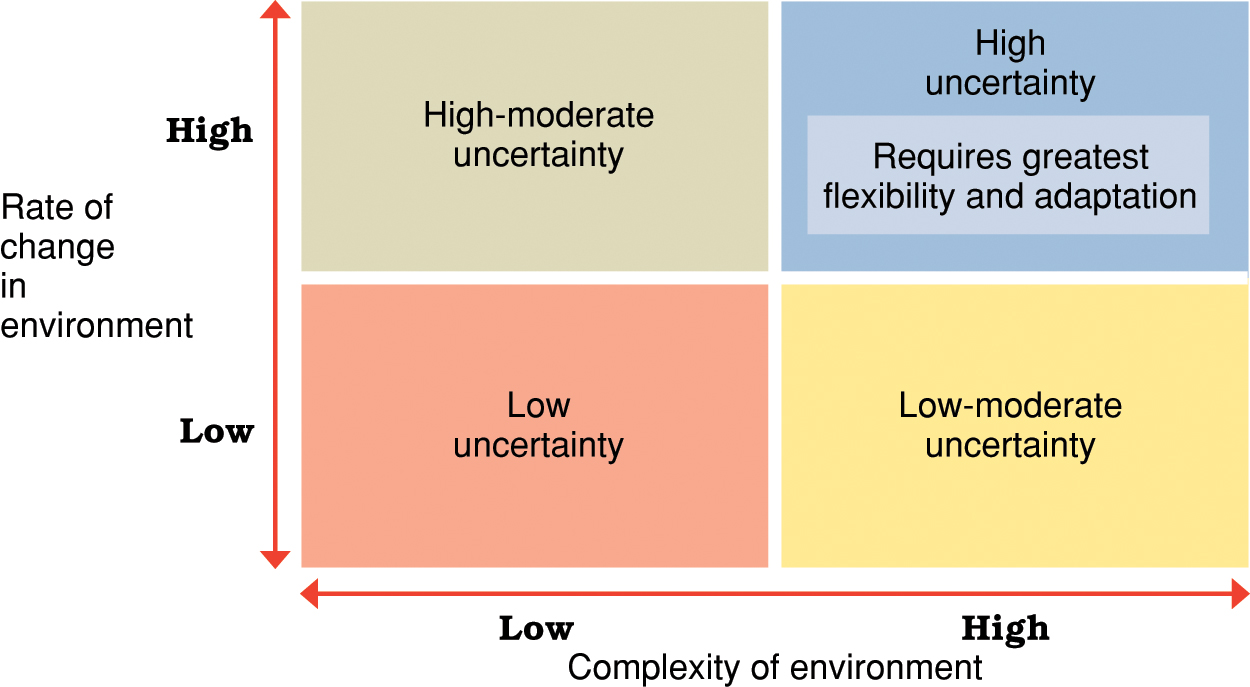 High
uncertainty
Requires greatest
flexibility and adaptation
High-moderate
uncertainty
High
Rate of
change
in
environment
Low
uncertainty
Low-moderate
uncertainty
Low
Low
High
Complexity of environment